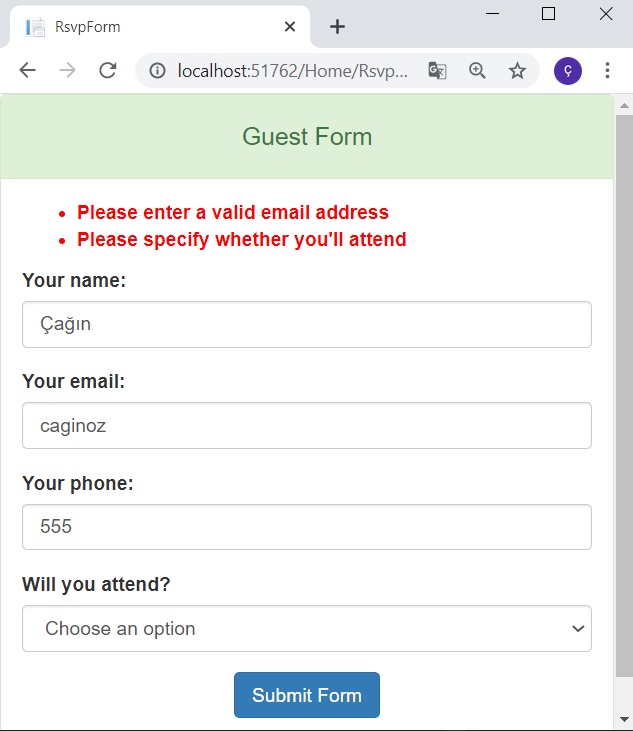 RsvpForm
localhost:51762/Home/Rsvp...
ç
Guest Form
Please enter a valid email address
Please specify whether you'll attend
Your name:
Çağın
Your email:
caginoz
Your phone:
555
Will you attend?
Choose an option
Submit Form